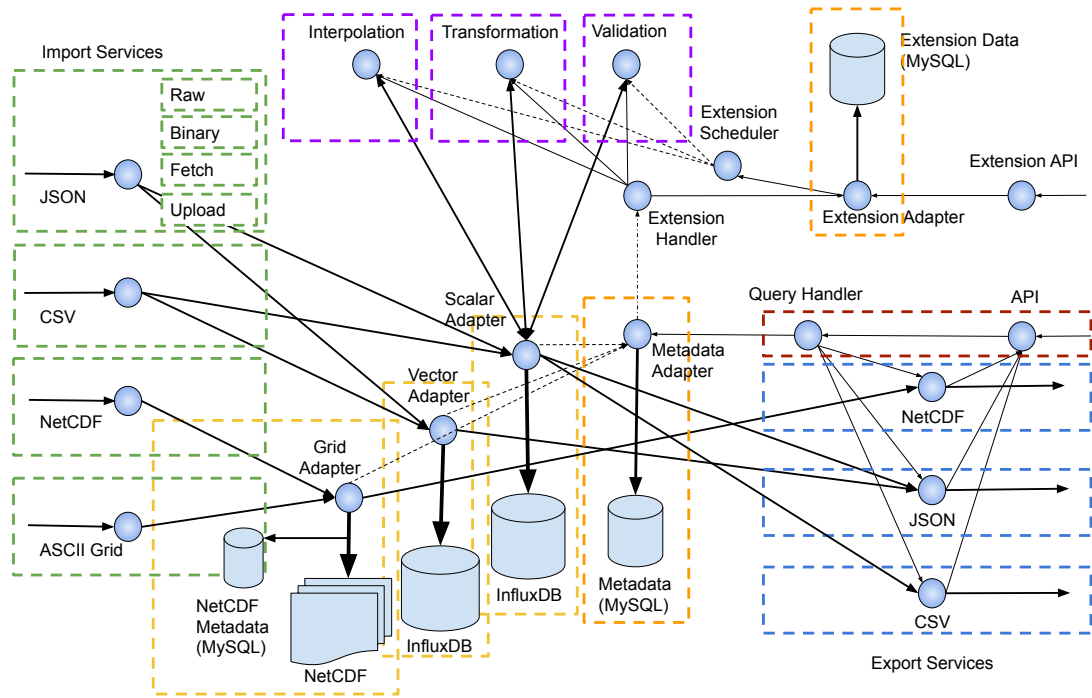 Import Services
Raw
Binary
Fetch
Upload
JSON
CSV
NetCDF
ASCII Grid
Interpolation
Transformation
Validation
Extension
Scheduler
Extension Data
(MySQL)
Extension API
Extension Adapter
Extension
Handler
Scalar
Adapter
Vector
Adapter
Grid
Adapter
Metadata
Adapter
Query Handler
API
NetCDF
JSON
CSV
Export Services
NetCDF
Metadata
(MySQL)
NetCDF
InfluxDB
InfluxDB
Metadata
(MySQL)